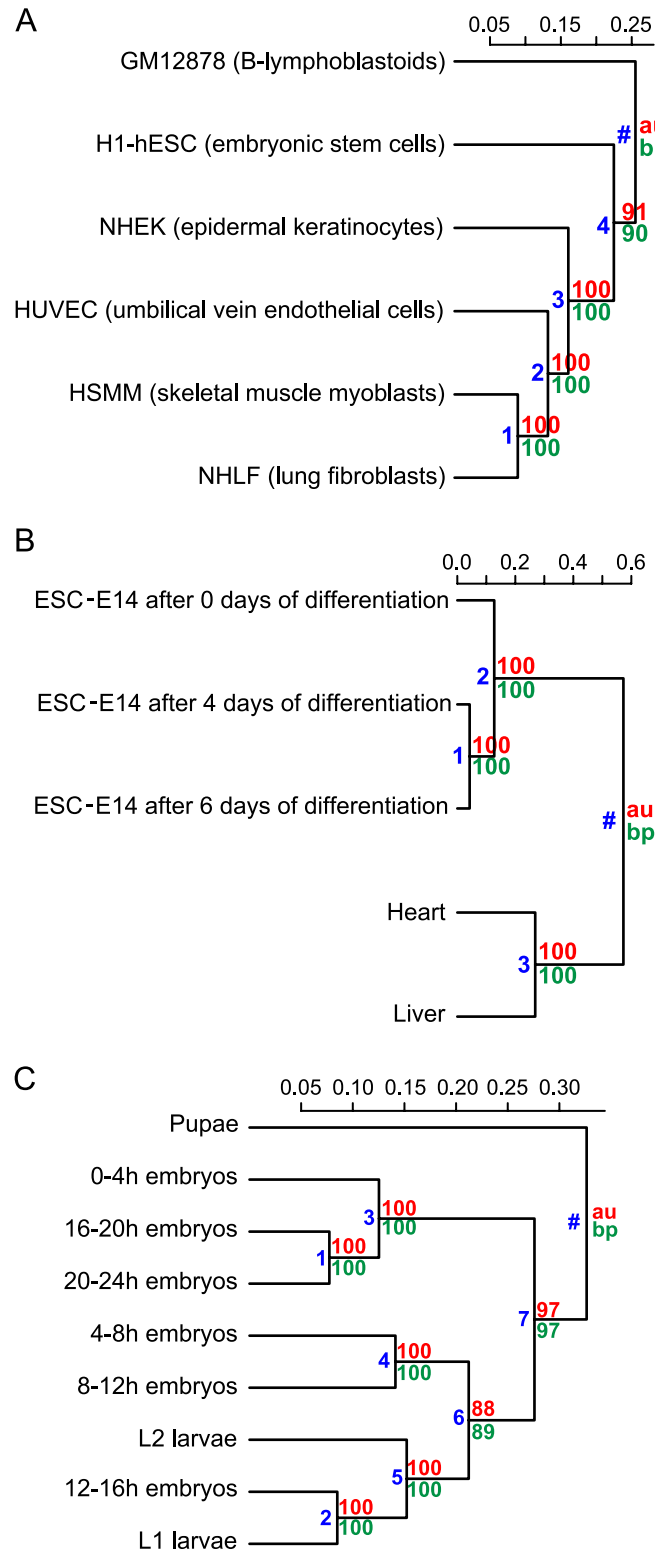 A
0.05 0.15 0.25
GM12878 (B-lymphoblastoids)
# au
b
H1-hESC (embryonic stem cells)
91
4 90
NHEK (epidermal keratinocytes)
3 100
100
HUVEC (umbilical vein endothelial cells)
2 100
100
HSMM (skeletal muscle myoblasts)
1 100
100
NHLF (lung fibroblasts)
B
0.0 0.2 0.4 0.6
ESC-E14 after 0 days of differentiation
2 100
100
ESC-E14 after 4 days of differentiation
1 100
100
ESC-E14 after 6 days of differentiation
# au
bp
Heart
3 100
100
Liver
C
0.05 0.10 0.15 0.20 0.25 0.30
Pupae
0-4h embryos
3 100
100
# au
bp
16-20h embryos
1 100
100
20-24h embryos
7 97
97
4-8h embryos
4 100
100
8-12h embryos
6 88
89
L2 larvae
5 100
100
12-16h embryos
2 100
100
L1 larvae